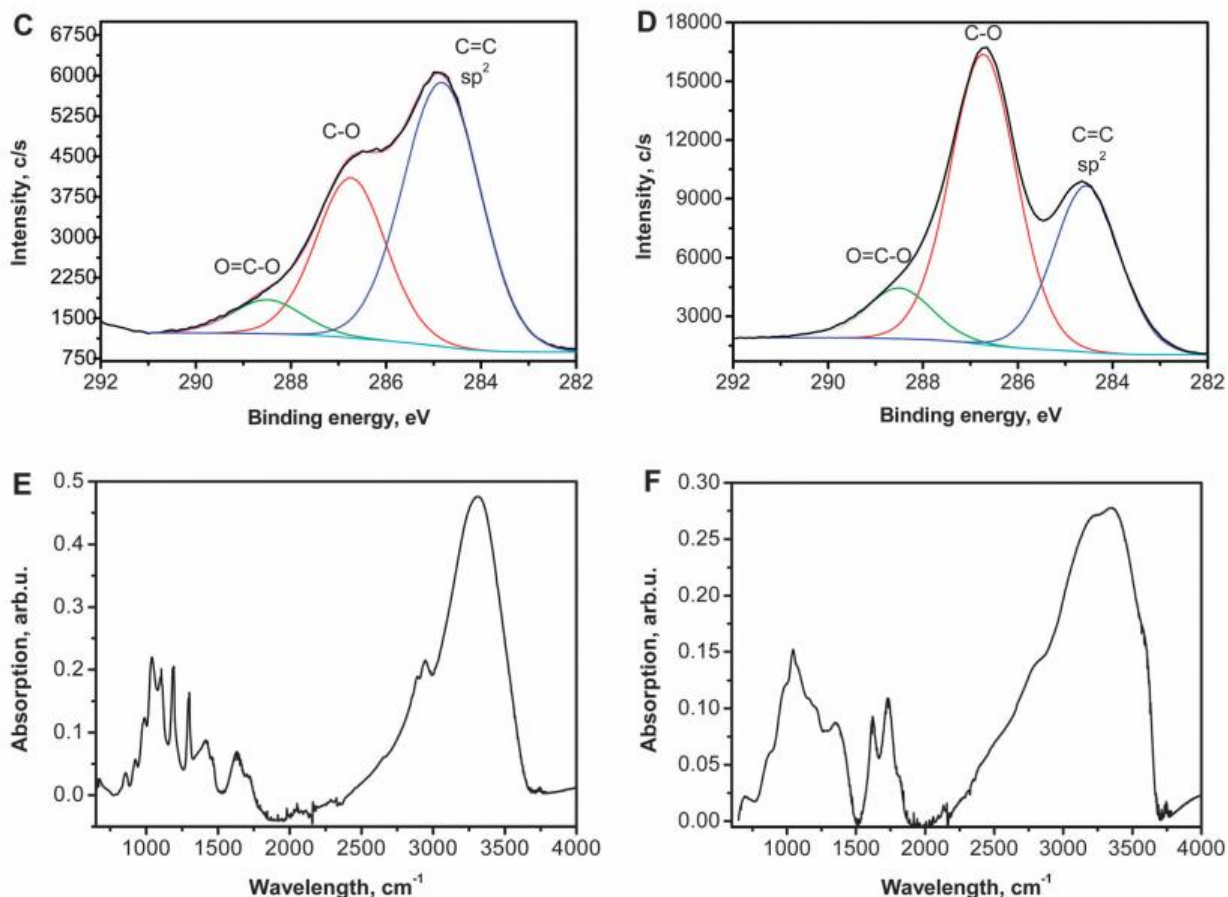 C
6750
6000
5250
4500
3750
3000
2250
1500
750
Intensity, c/s
C=C
sp²
C-O
O=C-O
292 290 288 286 284 282
Binding energy, eV
D
18000
15000
12000
9000
6000
3000
Intensity, c/s
C-O
C=C
sp²
O=C-O
292 290 288 286 284 282
Binding energy, eV
E
0.5
0.4
0.3
0.2
0.1
0.0
Absorption, arb.u.
1000 1500 2000 2500 3000 3500 4000
Wavelength, cm⁻¹
F
0.30
0.25
0.20
0.15
0.10
0.05
0.00
Absorption, arb.u.
1000 1500 2000 2500 3000 3500 4000
Wavelength, cm⁻¹